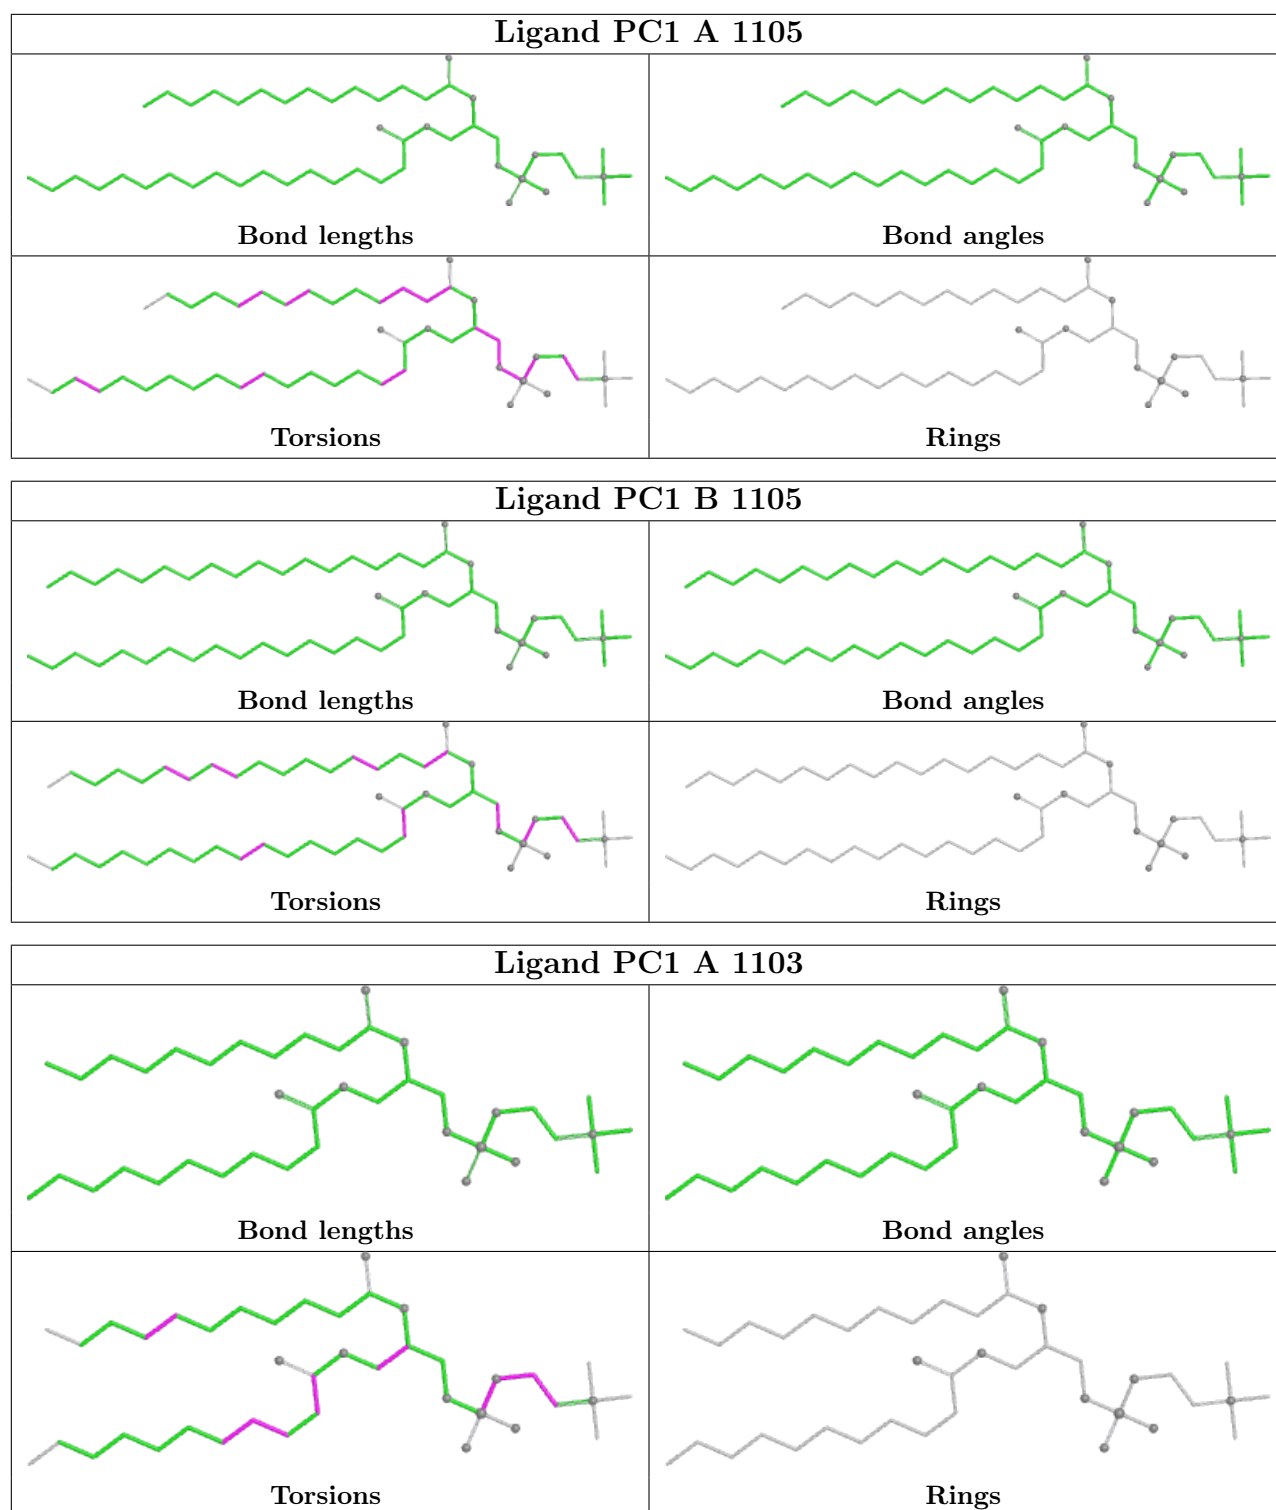 Ligand PC1 A 1105
Bond lengths
Bond angles
Torsions
Rings
Ligand PC1 B 1105
Bond lengths
Bond angles
Torsions
Rings
Ligand PC1 A 1103
Bond lengths
Bond angles
Torsions
Rings